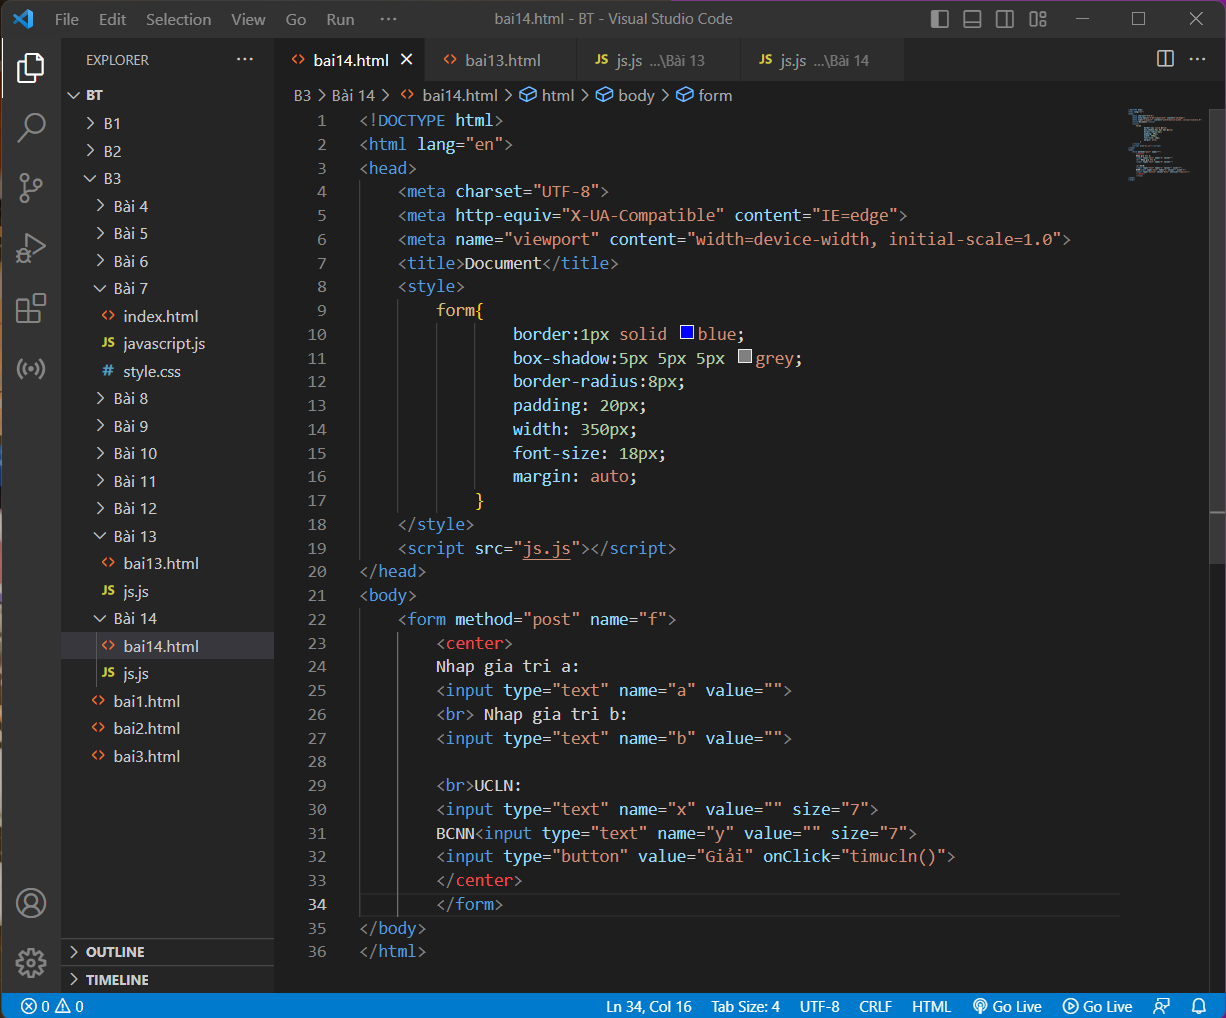 File Edit Selection View Go Run ··· bai14.html - BT - Visual Studio Code
EXPLORER ···
BT
B1
B2
B3
Bài 4
Bài 5
Bài 6
Bài 7
index.html
JS javascript.js
# style.css
Bài 8
Bài 9
Bài 10
Bài 11
Bài 12
Bài 13
bai13.html
JS js.js
Bài 14
bai14.html
JS js.js
bai1.html
bai2.html
bai3.html
OUTLINE
TIMELINE
bai14.html bai13.html JS js.js ...\Bài 13 JS js.js ...\Bài 14
B3 > Bài 14 > bai14.html > html > body > form
1 <!DOCTYPE html>
2 <html lang="en">
3 <head>
4 <meta charset="UTF-8">
5 <meta http-equiv="X-UA-Compatible" content="IE=edge">
6 <meta name="viewport" content="width=device-width, initial-scale=1.0">
7 <title>Document</title>
8 <style>
9 form{
10 border:1px solid blue;
11 box-shadow:5px 5px 5px grey;
12 border-radius:8px;
13 padding: 20px;
14 width: 350px;
15 font-size: 18px;
16 margin: auto;
17 }
18 </style>
19 <script src="js.js"></script>
20 </head>
21 <body>
22 <form method="post" name="f">
23 <center>
24 Nhap gia tri a:
25 <input type="text" name="a" value="">
26 <br> Nhap gia tri b:
27 <input type="text" name="b" value="">
28
29 <br>UCLN:
30 <input type="text" name="x" value="" size="7">
31 BCNN<input type="text" name="y" value="" size="7">
32 <input type="button" value="Giải" onClick="timucln()">
33 </center>
34 </form>
35 </body>
36 </html>
0 0 Ln 34, Col 16 Tab Size: 4 UTF-8 CRLF HTML Go Live Go Live